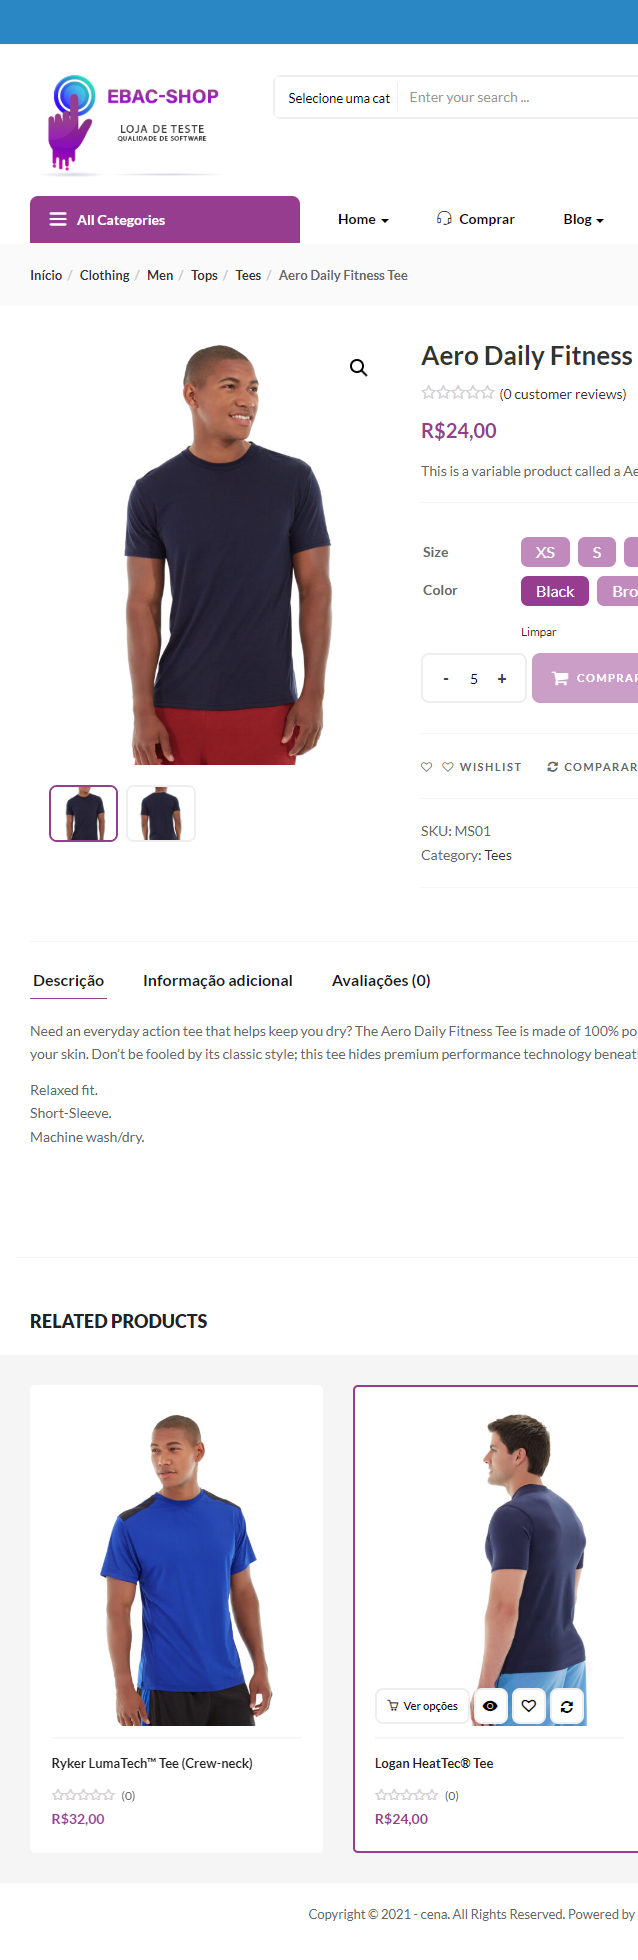 EBAC-SHOP
LOJA DE TESTE
QUALIDADE DE SOFTWARE
Selecione uma cat
Enter your search ...
All Categories
Home
Comprar
Blog
Início / Clothing / Men / Tops / Tees / Aero Daily Fitness Tee
Aero Daily Fitness
(0 customer reviews)
R$24,00
This is a variable product called a Ae
Size XS S
Color Black Bro
Limpar
- 5 + COMPRAR
WISHLIST COMPARAR
SKU: MS01
Category: Tees
Descrição Informação adicional Avaliações (0)
Need an everyday action tee that helps keep you dry? The Aero Daily Fitness Tee is made of 100% po
your skin. Don't be fooled by its classic style; this tee hides premium performance technology beneat
Relaxed fit.
Short-Sleeve.
Machine wash/dry.
RELATED PRODUCTS
Ryker LumaTech™ Tee (Crew-neck)
(0)
R$32,00
Ver opções
Logan HeatTec® Tee
(0)
R$24,00
Copyright © 2021 - cena. All Rights Reserved. Powered by